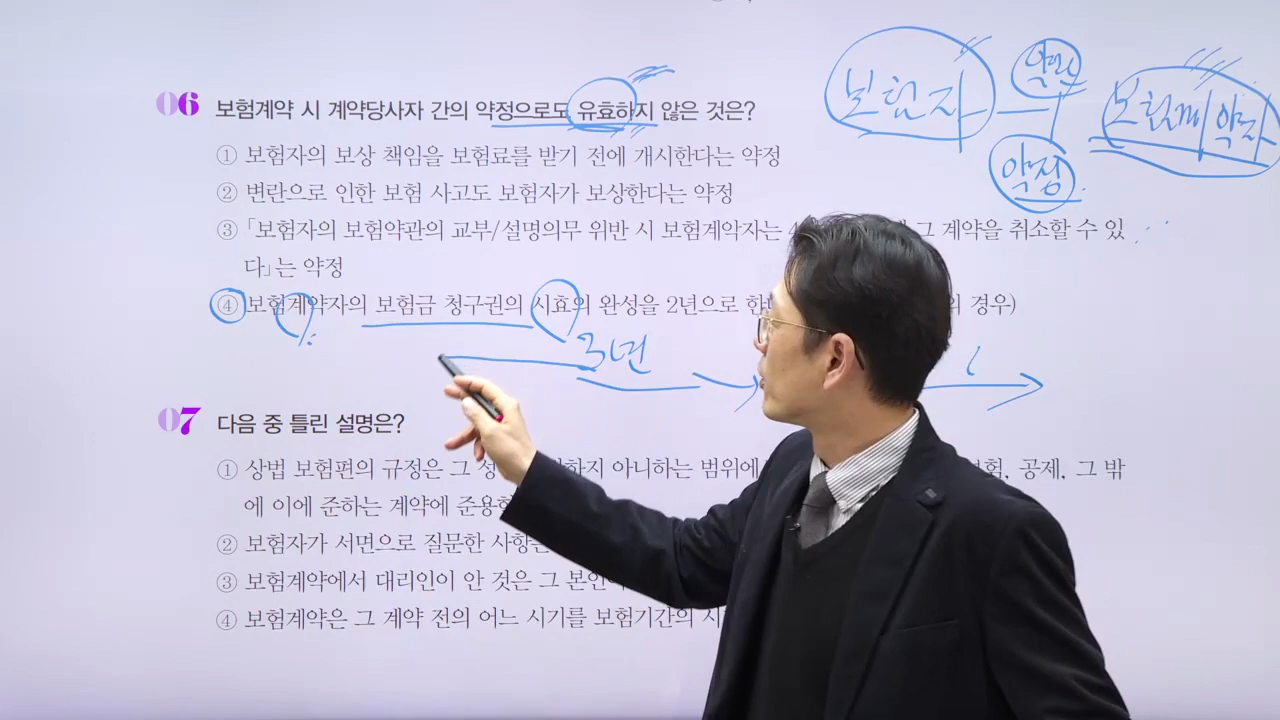 06 보험계약 시 계약당사자 간의 약정으로도 유효하지 않은 것은?
① 보험자의 보상 책임을 보험료를 받기 전에 개시한다는 약정
② 변란으로 인한 보험 사고도 보험자가 보상한다는 약정
③ 「보험자의 보험약관의 교부/설명의무 위반 시 보험계약자는 그 계약을 취소할 수 있
다」는 약정
④ 보험계약자의 보험금 청구권의 시효의 완성을 2년으로 경우)
3년
보험자
약관
약정
보험계약자
07 다음 중 틀린 설명은?
① 상법 보험편의 규정은 그 아니하는 범위에 공제, 그 밖
에 이에 준하는 계약에
② 보험자가 서면으로 질문한
③ 보험계약에서 대리인이 안 것은 그
④ 보험계약은 그 계약 전의 어느 시기를 보험기간의